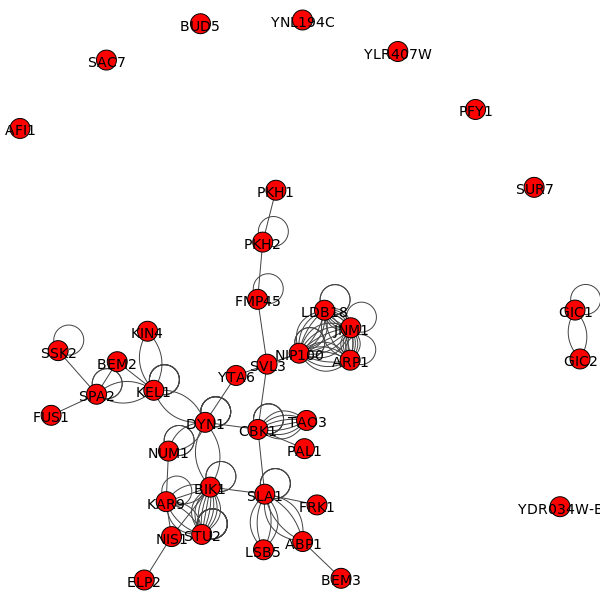 YNL194C
BUD5
YLR407W
SAC7
PFY1
AFI1
SUR7
PKH1
PKH2
FMP45
LDB18
GIC1
JNM1
KIN4
SSK2
NIP100
BEM2
SVL3
ARP1
GIC2
YTA6
KEL1
SPA2
FUS1
DYN1
CBK1
TAO3
NUM1
PAL1
BIK1
SLA1
KAR9
FRK1
NIS1
STU2
LSB5
ABP1
ELP2
BEM3